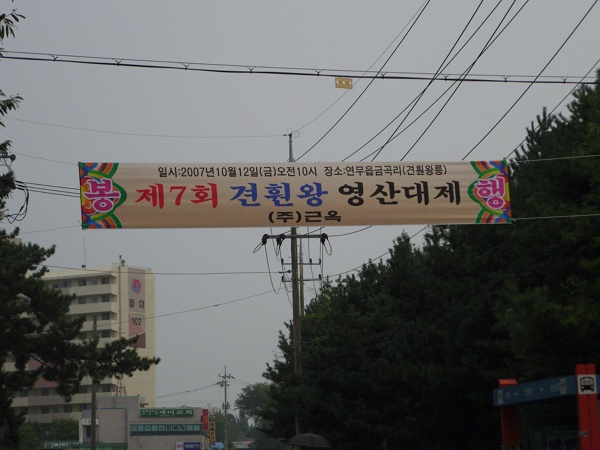 일시:2007년10월12일(금)오전10시 장소:연무읍금곡리(견훤왕릉)
봉 제7회 견훤왕 영산대제 행
(주)근육
102